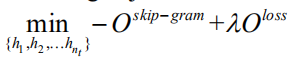 min −O^{skip−gram} + λO^{loss}
{h_1, h_2, ... h_{n_t}}